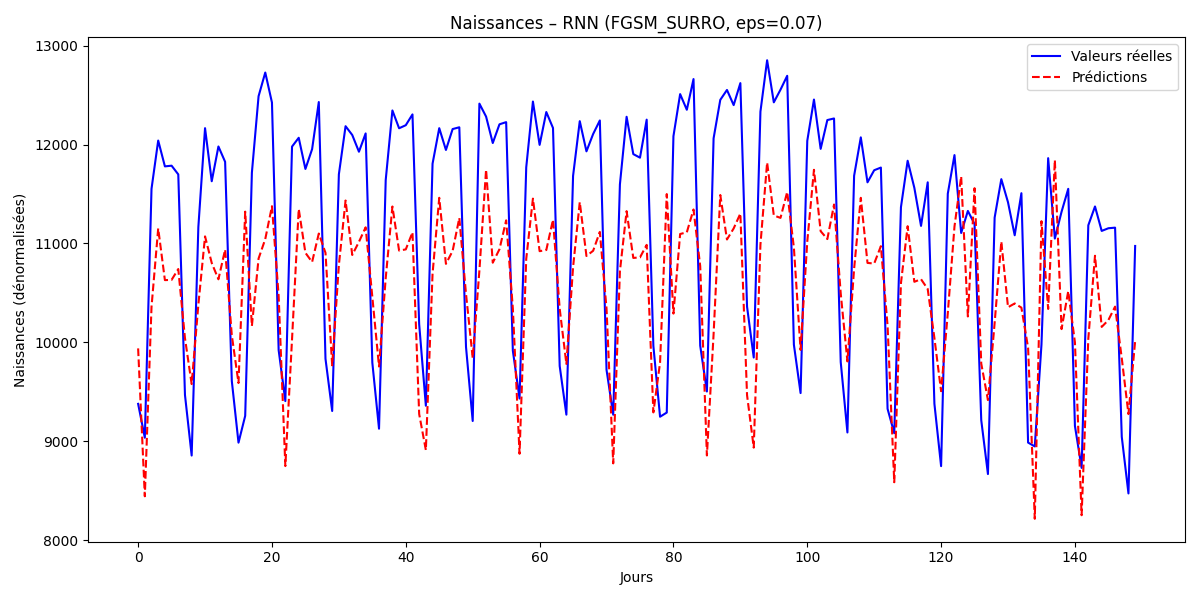 Naissances – RNN (FGSM_SURRO, eps=0.07)
Valeurs réelles
Prédictions
Naissances (dénormalisées)
13000
12000
11000
10000
9000
8000
0 20 40 60 80 100 120 140
Jours